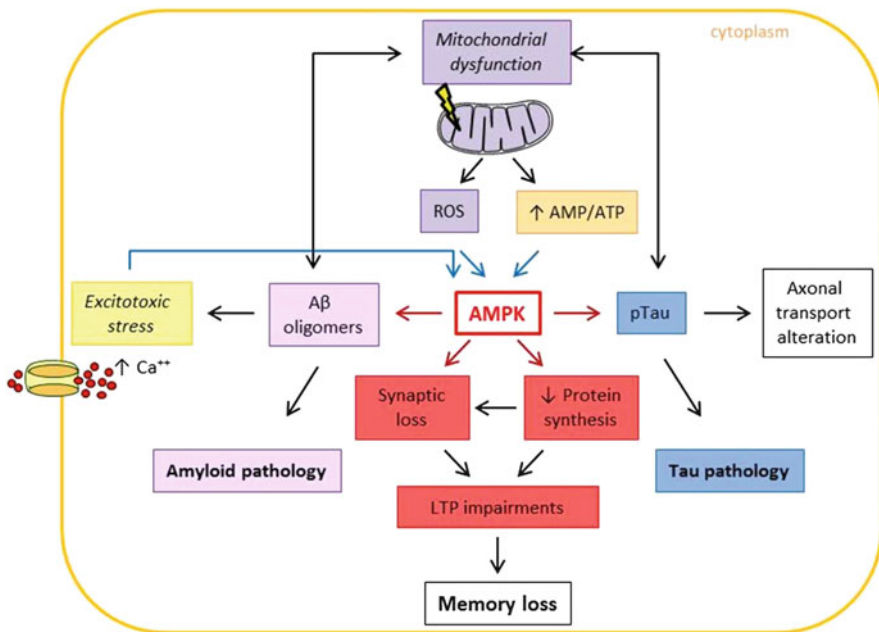 cytoplasm
Mitochondrial
dysfunction
ROS
↑ AMP/ATP
Excitotoxic
stress
Aβ
oligomers
AMPK
pTau
Axonal
transport
alteration
↑ Ca⁺⁺
Synaptic
loss
↓ Protein
synthesis
Amyloid pathology
Tau pathology
LTP impairments
Memory loss